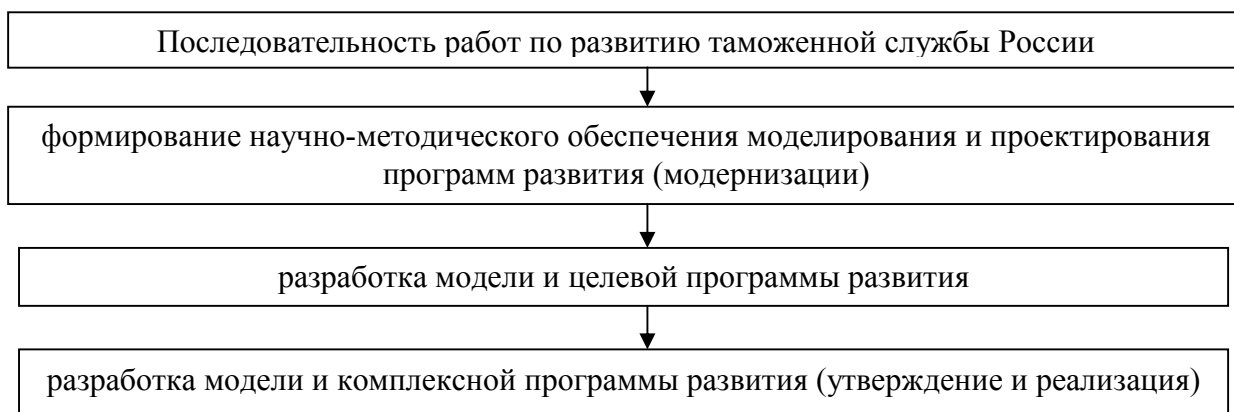 Последовательность работ по развитию таможенной службы России
формирование научно-методического обеспечения моделирования и проектирования
программ развития (модернизации)
разработка модели и целевой программы развития
разработка модели и комплексной программы развития (утверждение и реализация)